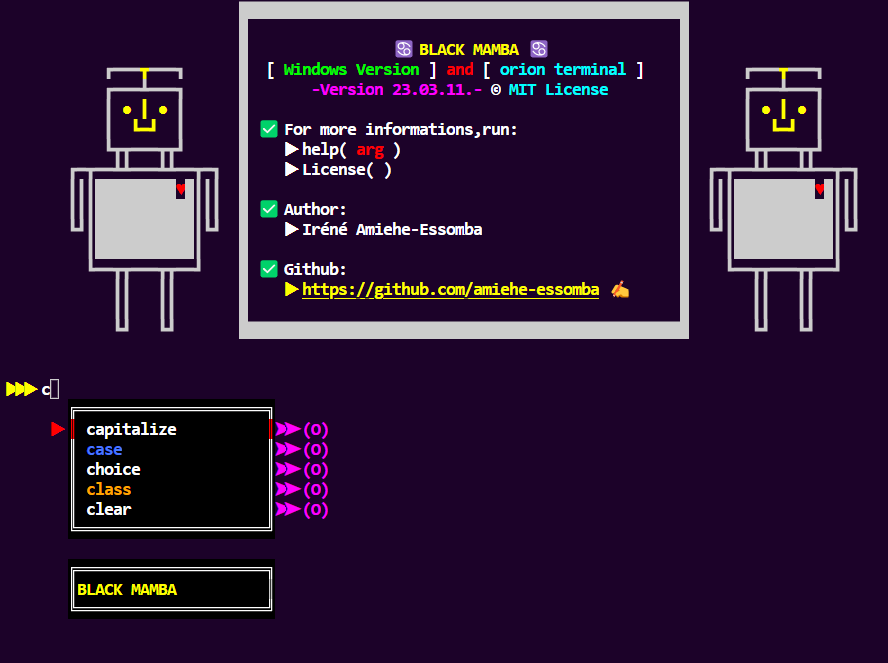 ♋ BLACK MAMBA ♋
[ Windows Version ] and [ orion terminal ]
-Version 23.03.11.- © MIT License
✅ For more informations,run:
▶help( arg )
▶License( )
✅ Author:
▶Iréné Amiehe-Essomba
✅ Github:
▶https://github.com/amiehe-essomba ✍
c
capitalize (O)
case (O)
choice (O)
class (O)
clear (O)
BLACK MAMBA